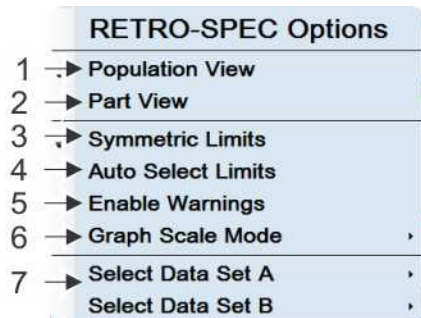 RETRO-SPEC Options
1 Population View
2 Part View
3 Symmetric Limits
4 Auto Select Limits
5 Enable Warnings
6 Graph Scale Mode
7 Select Data Set A
Select Data Set B